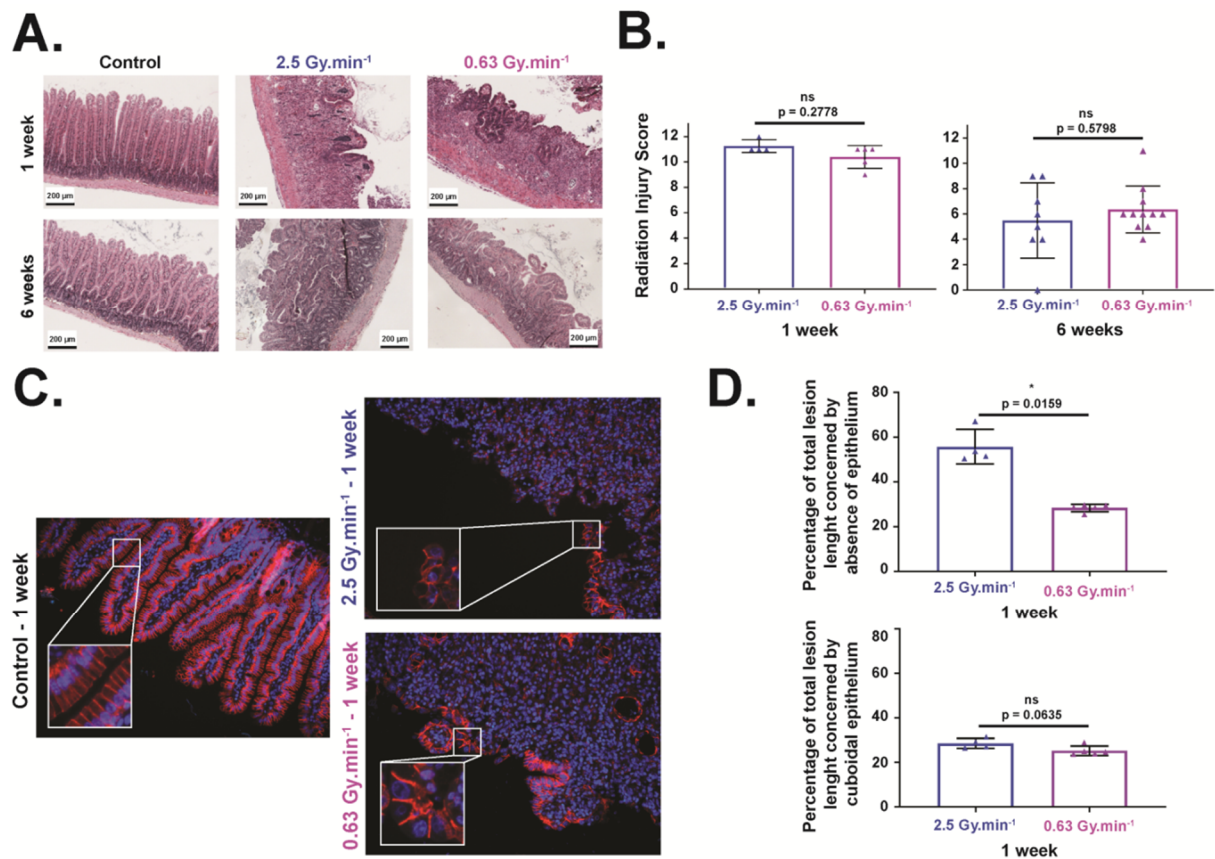 A.
Control
2.5 Gy.min-1
0.63 Gy.min-1
1 week
200 µm
200 µm
200 µm
6 weeks
200 µm
200 µm
200 µm
B.
Radiation Injury Score
ns
p = 0.2778
12
10
8
6
4
2
0
2.5 Gy.min-1
0.63 Gy.min-1
1 week
ns
p = 0.5798
12
10
8
6
4
2
0
2.5 Gy.min-1
0.63 Gy.min-1
6 weeks
C.
Control - 1 week
2.5 Gy.min-1 - 1 week
0.63 Gy.min-1 - 1 week
D.
Percentage of total lesion
lenght concerned by
absence of epithelium
*
p = 0.0159
80
60
40
20
0
2.5 Gy.min-1
0.63 Gy.min-1
1 week
Percentage of total lesion
lenght concerned by
cuboidal epithelium
ns
p = 0.0635
80
60
40
20
0
2.5 Gy.min-1
0.63 Gy.min-1
1 week